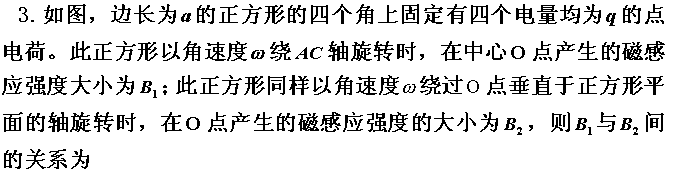 3.如图，边长为a的正方形的四个角上固定有四个电量均为q的点
电荷。此正方形以角速度ω绕AC轴旋转时，在中心O点产生的磁感
应强度大小为B₁；此正方形同样以角速度ω绕过O点垂直于正方形平
面的轴旋转时，在O点产生的磁感应强度的大小为B₂，则B₁与B₂间
的关系为